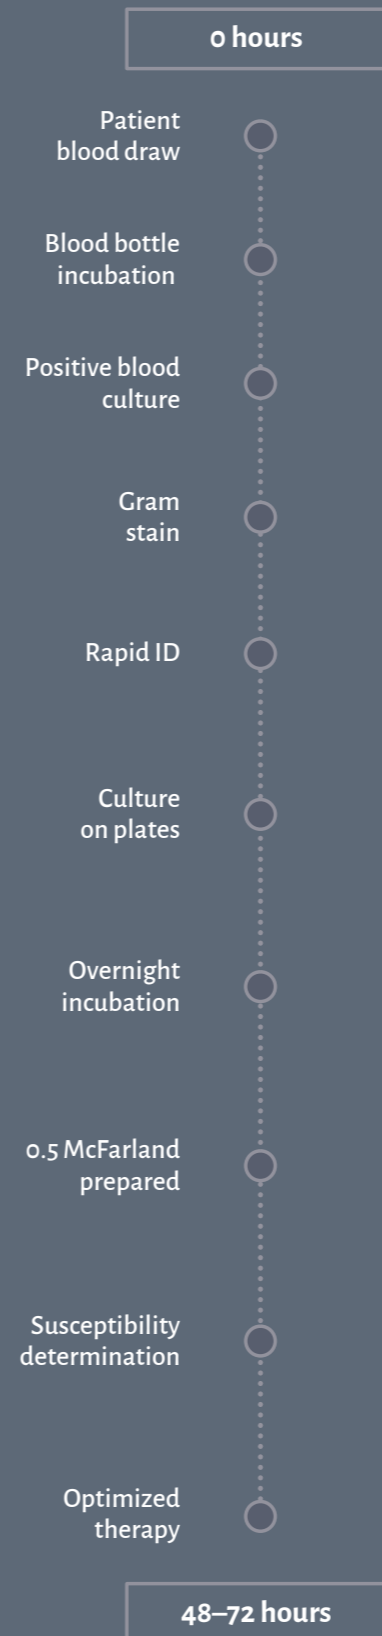 0 hours
Patient
blood draw
Blood bottle
incubation
Positive blood
culture
Gram
stain
Rapid ID
Culture
on plates
Overnight
incubation
0.5 McFarland
prepared
Susceptibility
determination
Optimized
therapy
48–72 hours